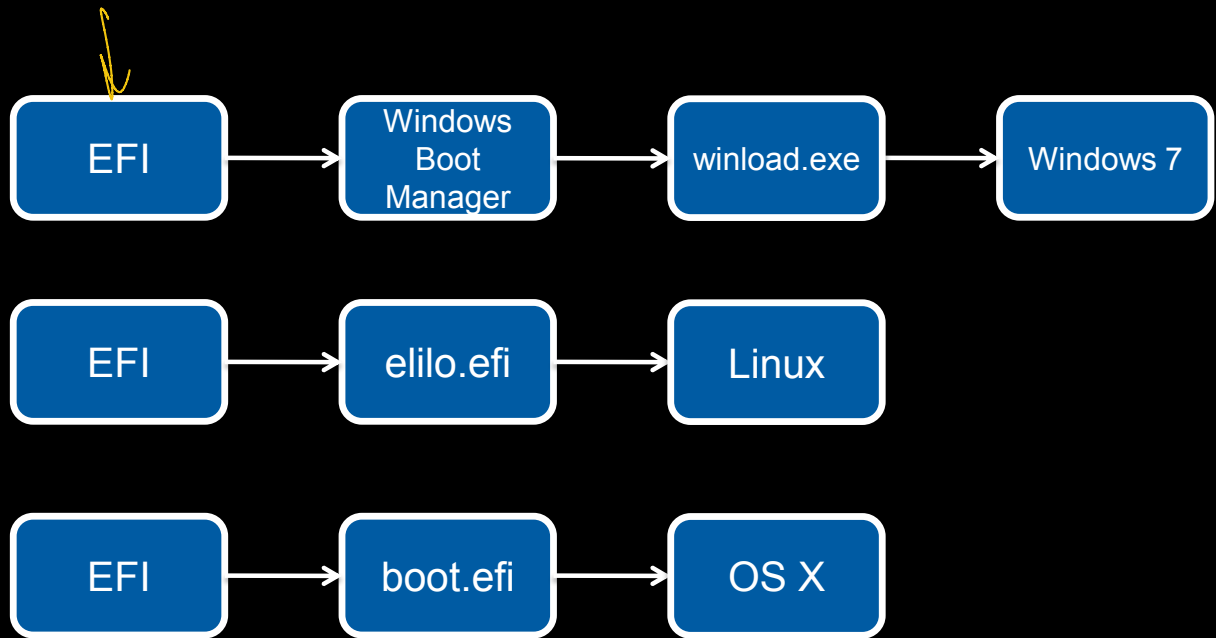 EFI
Windows
Boot
Manager
winload.exe
Windows 7
EFI
elilo.efi
Linux
EFI
boot.efi
OS X